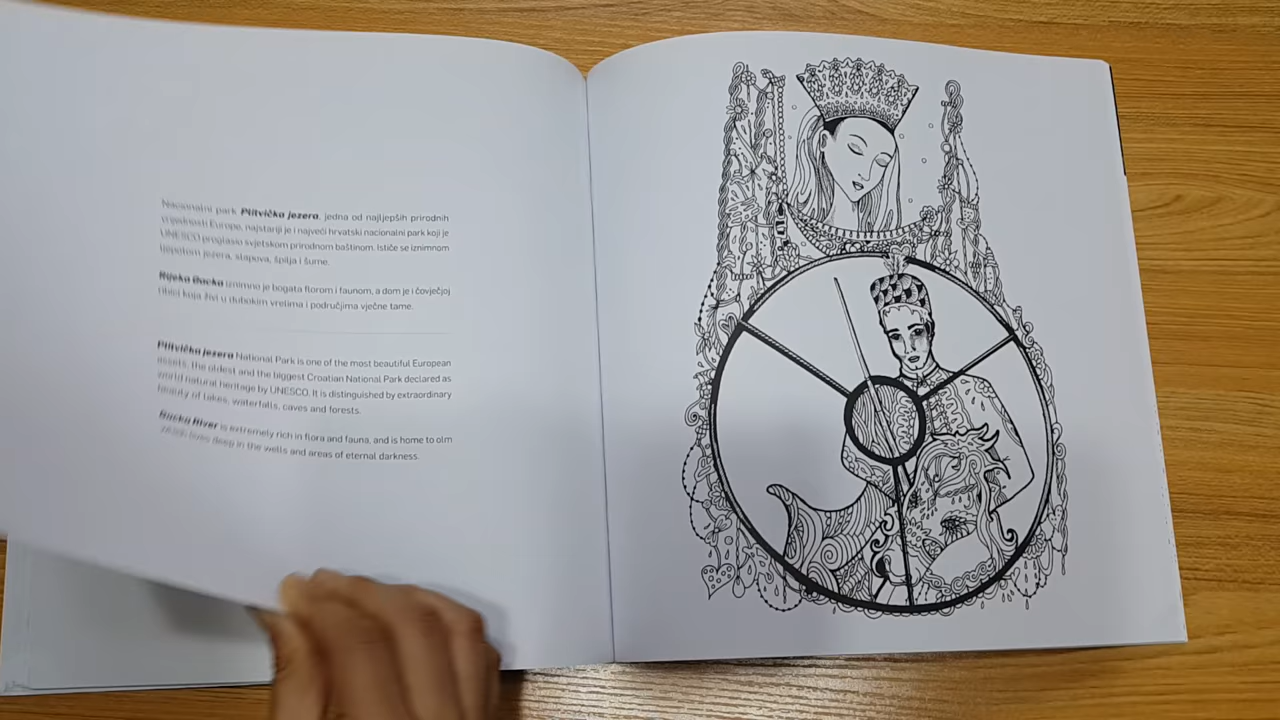 Nacionalni park Plitvička jezera, jedna od najljepših prirodnih
vrijednosti Europe, najstariji je i najveći hrvatski nacionalni park koji je
UNESCO proglasio svjetskom prirodnom baštinom. Ističe se iznimnom
ljepotom jezera, slapova, špilja i šume.
Rijeka Gacka iznimno je bogata florom i faunom, a dom je i čovječjoj
ribici koja živi u dubokim vrelima i područjima vječne tame.
Plitvička jezera National Park is one of the most beautiful European
assets, the oldest and the biggest Croatian National Park declared as
world natural heritage by UNESCO. It is distinguished by extraordinary
beauty of lakes, waterfalls, caves and forests.
Gacka River is extremely rich in flora and fauna, and is home to olm
which lives deep in the wells and areas of eternal darkness.